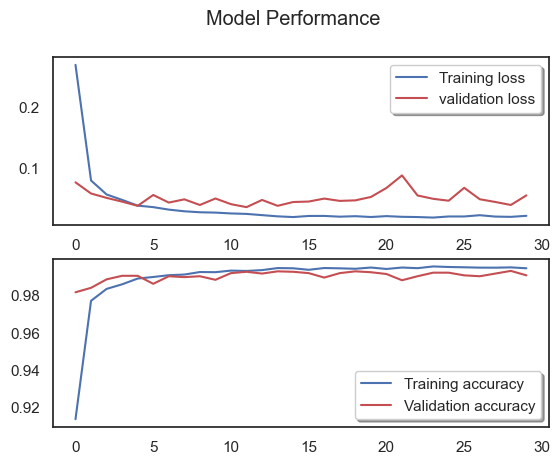 Model Performance
Training loss
validation loss
0.2
0.1
0 5 10 15 20 25 30
Training accuracy
Validation accuracy
0.98
0.96
0.94
0.92
0 5 10 15 20 25 30